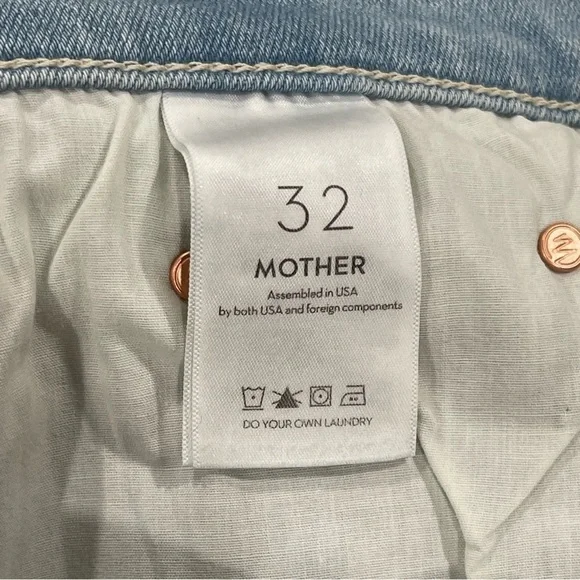 32
MOTHER
Assembled in USA
by both USA and foreign components
DO YOUR OWN LAUNDRY